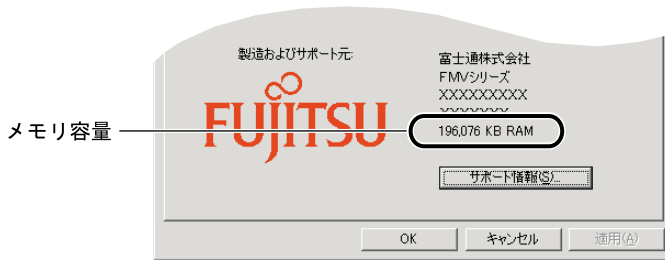 製造およびサポート元:
富士通株式会社
FMVシリーズ
XXXXXXXXX
FUJITSU
メモリ容量
196,076 KB RAM
サポート情報(S)...
OK
キャンセル
適用(A)